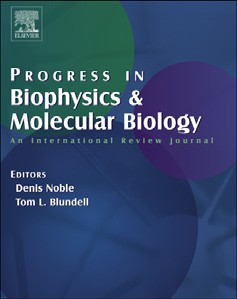 ELSEVIER
PROGRESS IN
BIOPHYSICS &
MOLECULAR BIOLOGY
An International Review Journal
EDITORS
Denis Noble
Tom L. Blundell